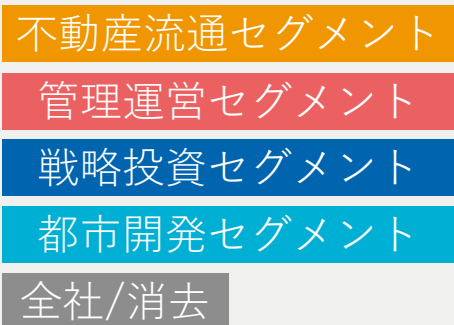 不動産流通セグメント
管理運営セグメント
戦略投資セグメント
都市開発セグメント
全社/消去